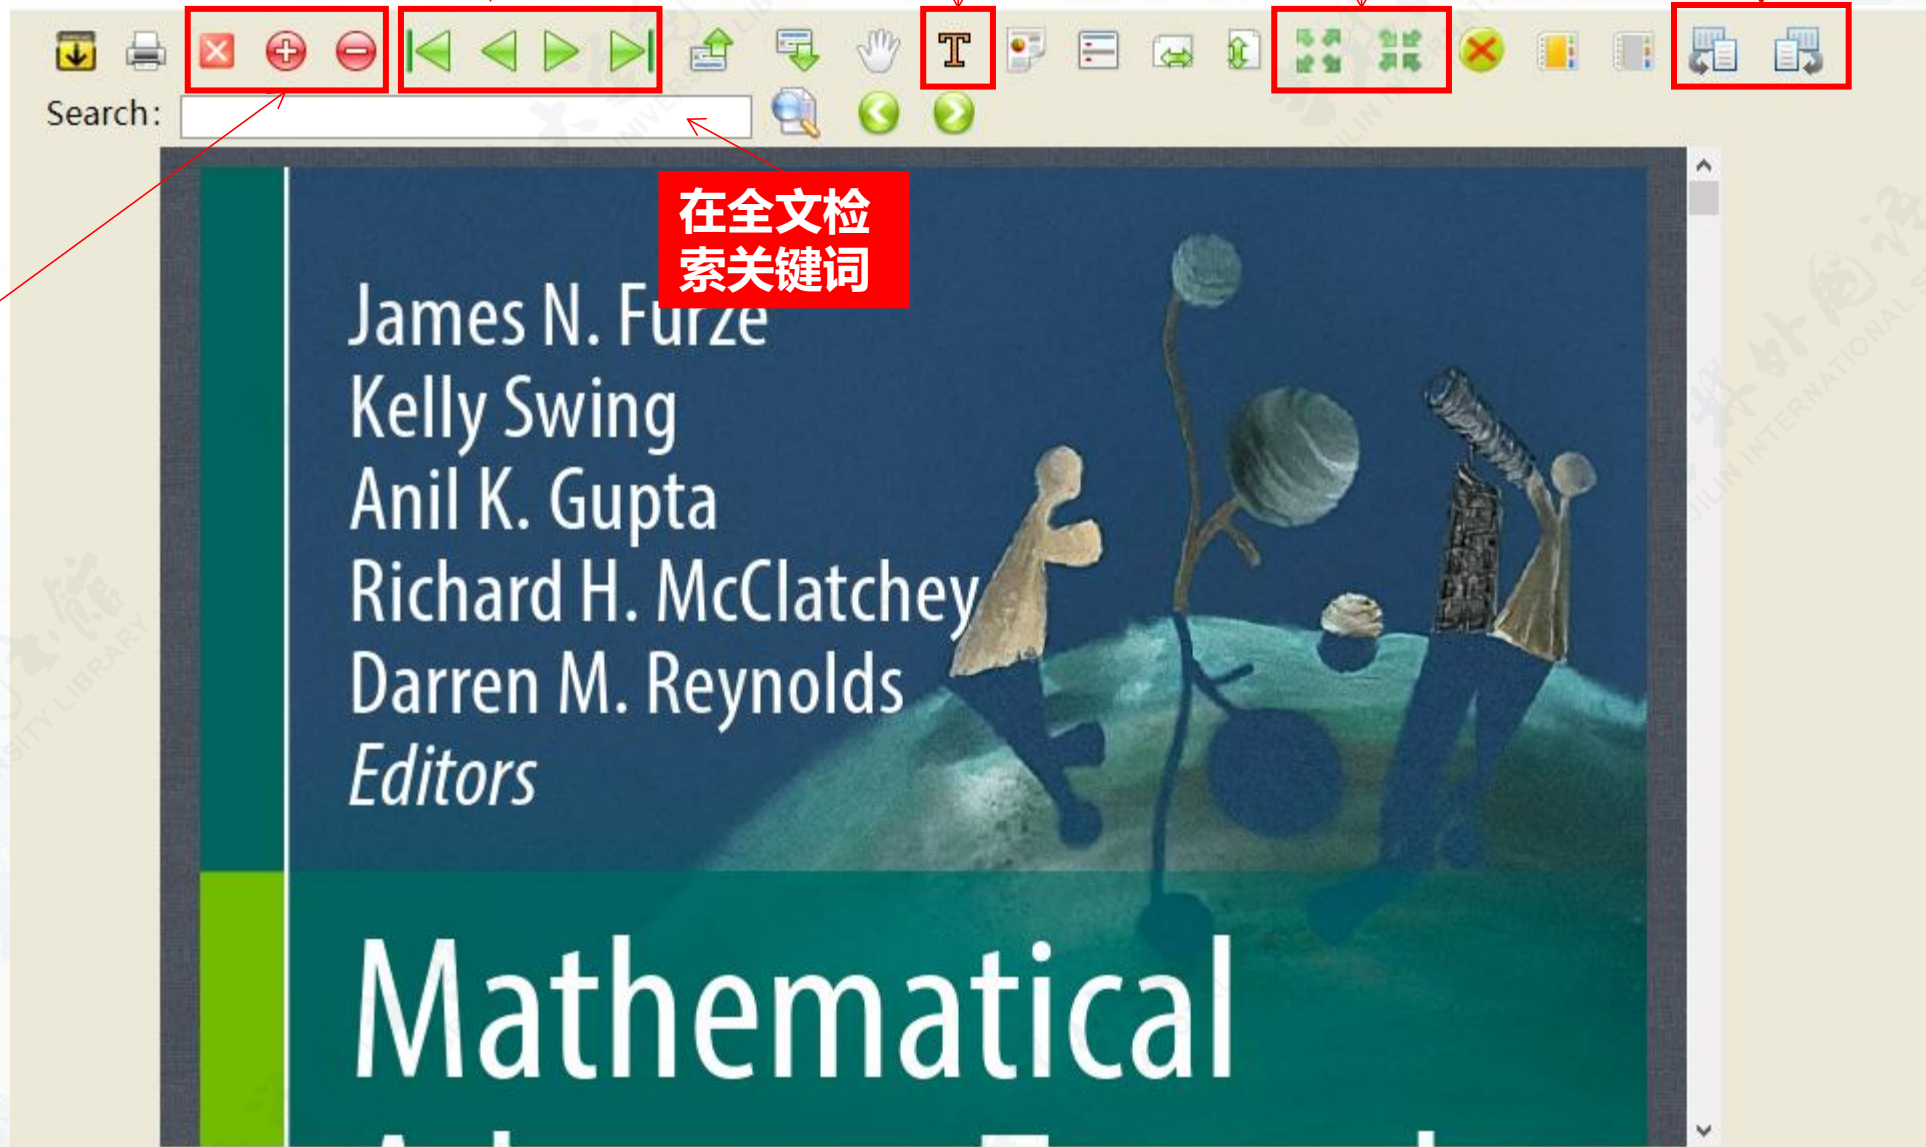 T
Search:
在全文检
索关键词
James N. Furze
Kelly Swing
Anil K. Gupta
Richard H. McClatchey
Darren M. Reynolds
Editors
Mathematical